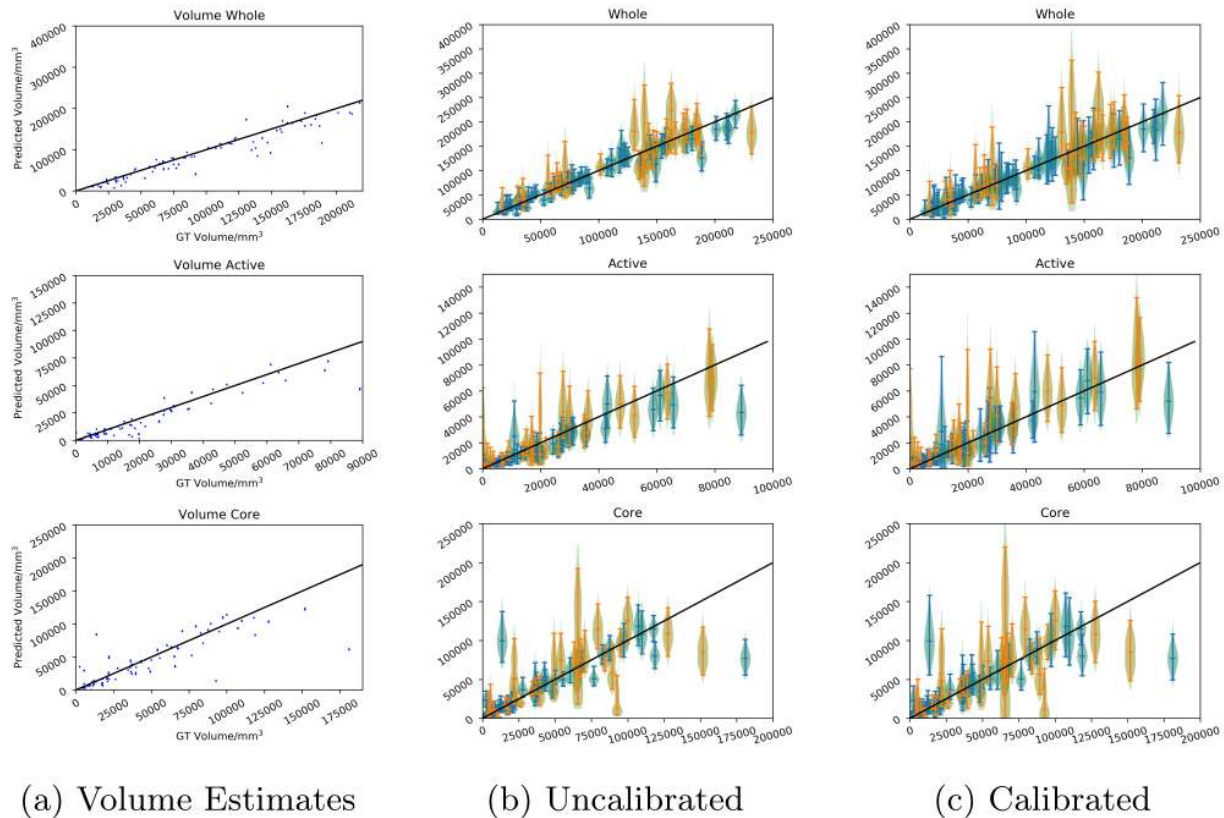 Volume Whole
400000
300000
200000
100000
0
Predicted Volume/mm³
0 25000 50000 75000 100000 125000 150000 175000 200000
GT Volume/mm³
Whole
400000
350000
300000
250000
200000
150000
100000
50000
0
50000 100000 150000 200000 250000
Whole
400000
350000
300000
250000
200000
150000
100000
50000
0
50000 100000 150000 200000 250000
Volume Active
150000
125000
100000
75000
50000
25000
0
Predicted Volume/mm³
0 10000 20000 30000 40000 50000 60000 70000 80000 90000
GT Volume/mm³
Active
140000
120000
100000
80000
60000
40000
20000
0
0 20000 40000 60000 80000 100000
Active
140000
120000
100000
80000
60000
40000
20000
0
0 20000 40000 60000 80000 100000
Volume Core
250000
200000
150000
100000
50000
0
Predicted Volume/mm³
0 25000 50000 75000 100000 125000 150000 175000
GT Volume/mm³
Core
250000
200000
150000
100000
50000
0
0 25000 50000 75000 100000 125000 150000 175000 200000
Core
250000
200000
150000
100000
50000
0
0 25000 50000 75000 100000 125000 150000 175000 200000
(a) Volume Estimates
(b) Uncalibrated
(c) Calibrated